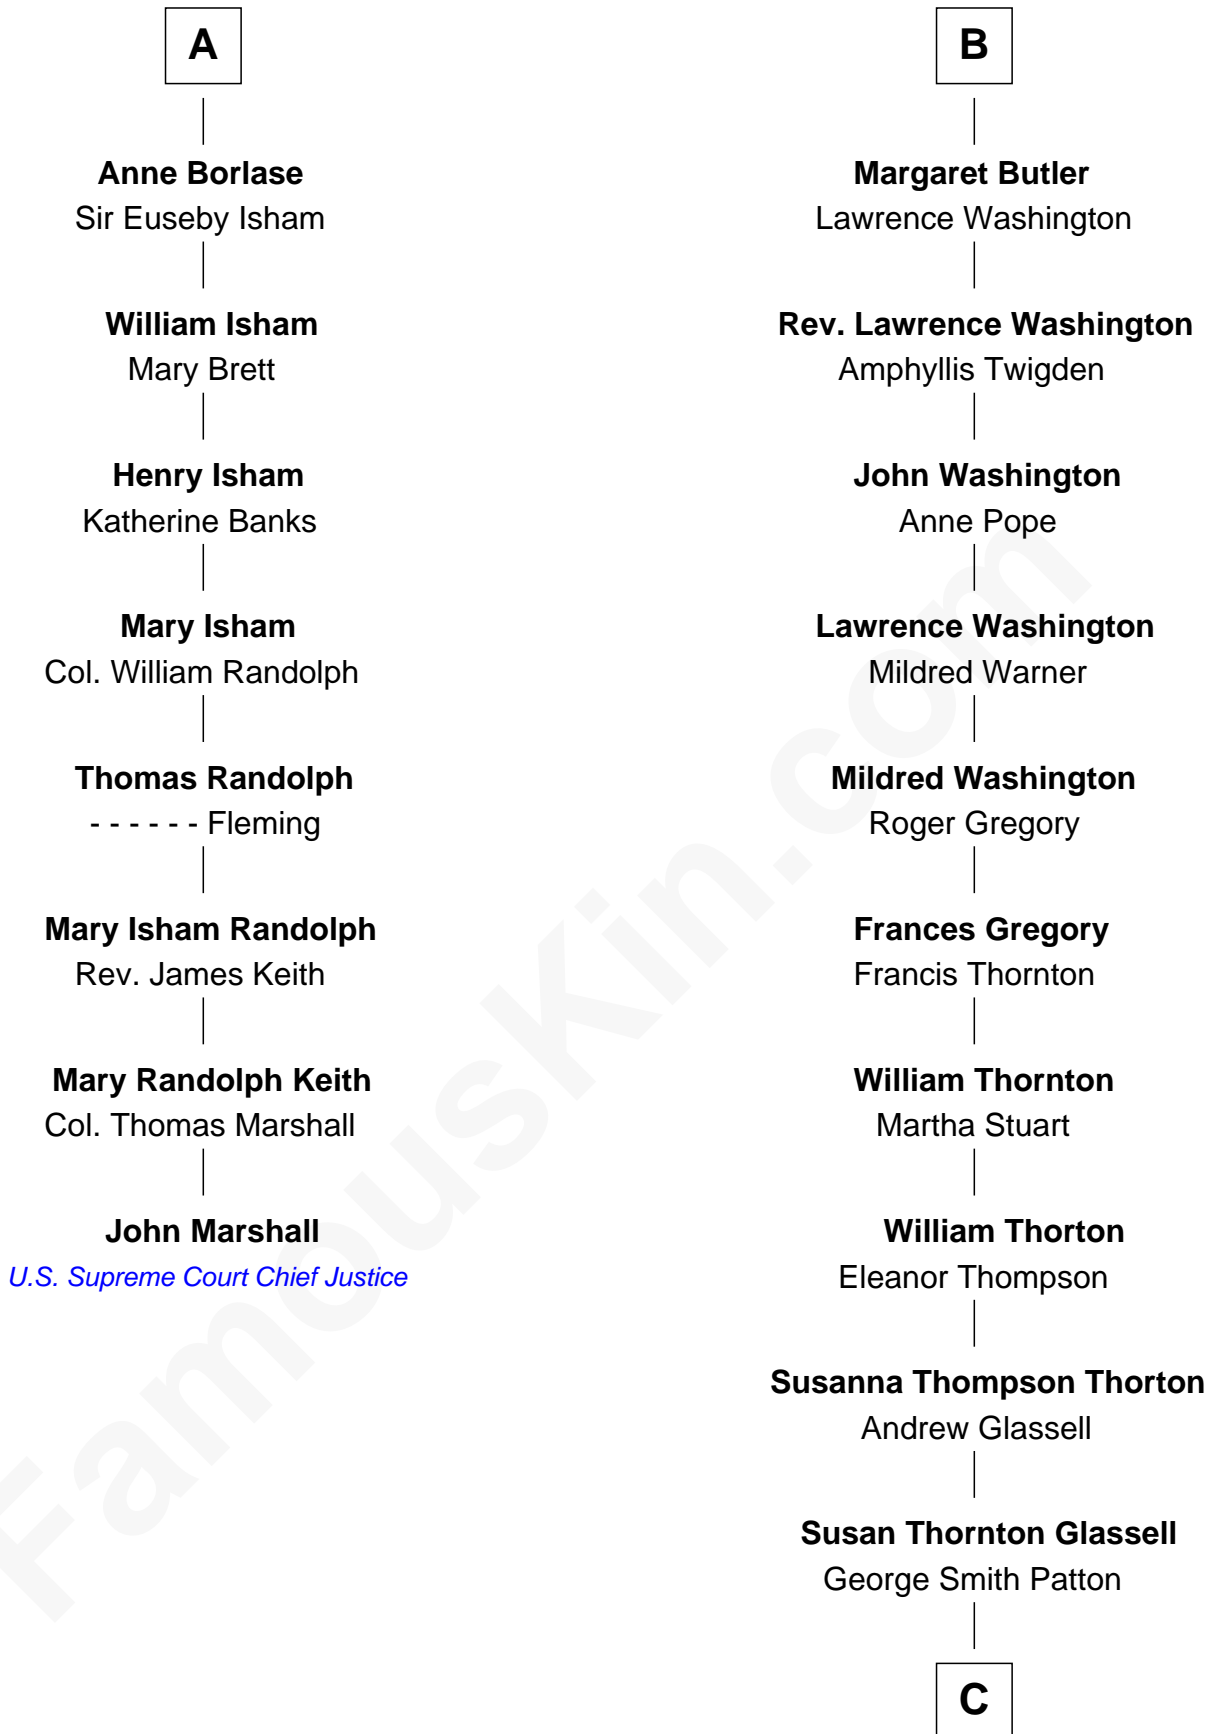 A
Anne Borlase
Sir Euseby Isham
William Isham
Mary Brett
Henry Isham
Katherine Banks
Mary Isham
Col. William Randolph
Thomas Randolph
- - - - - - Fleming
Mary Isham Randolph
Rev. James Keith
Mary Randolph Keith
Col. Thomas Marshall
John Marshall
U.S. Supreme Court Chief Justice
B
Margaret Butler
Lawrence Washington
Rev. Lawrence Washington
Amphyllis Twigden
John Washington
Anne Pope
Lawrence Washington
Mildred Warner
Mildred Washington
Roger Gregory
Frances Gregory
Francis Thornton
William Thornton
Martha Stuart
William Thorton
Eleanor Thompson
Susanna Thompson Thorton
Andrew Glassell
Susan Thornton Glassell
George Smith Patton
C
FamousKin.com